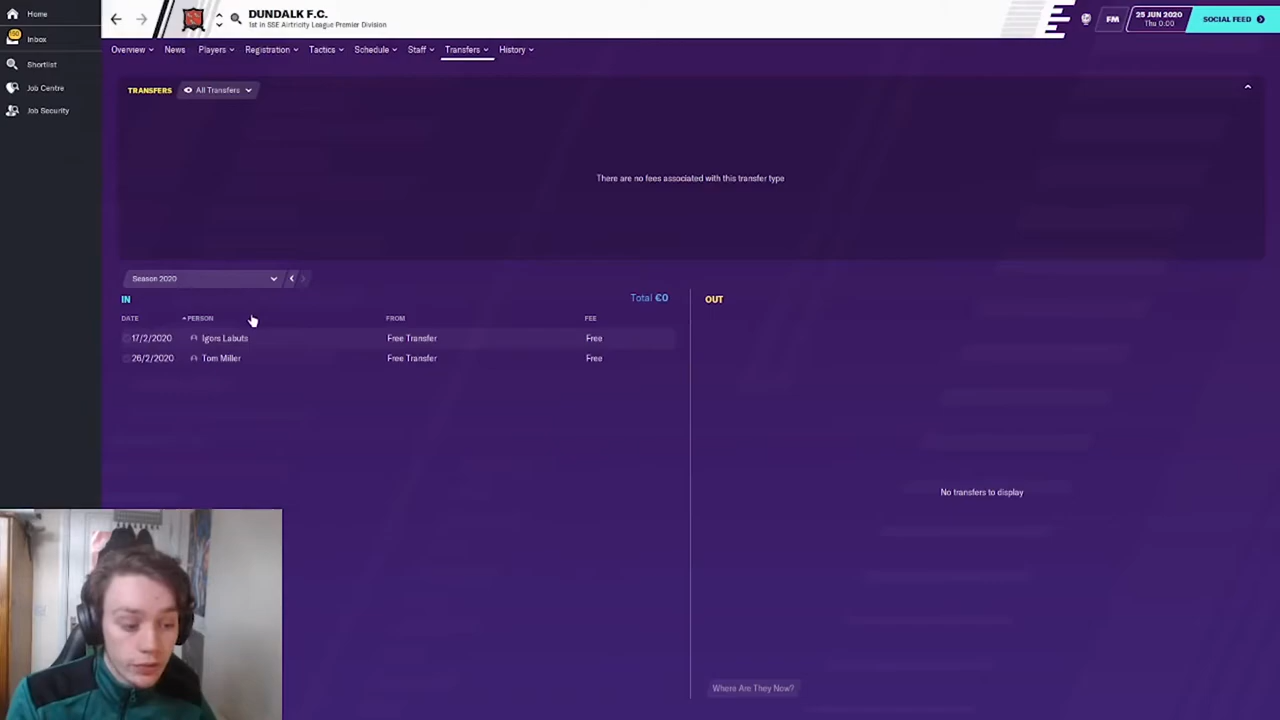 Home
Inbox
Shortlist
Job Centre
Job Security
DUNDALK F.C.
1st in SSE Airtricity League Premier Division
FM
25 JUN 2020
Thu 0:00
SOCIAL FEED
Overview
News
Players
Registration
Tactics
Schedule
Staff
Transfers
History
TRANSFERS
All Transfers
There are no fees associated with this transfer type
Season 2020
IN
Total €0
DATE PERSON FROM FEE
17/2/2020 Igors Labuts Free Transfer Free
26/2/2020 Tom Miller Free Transfer Free
OUT
No transfers to display
Where Are They Now?